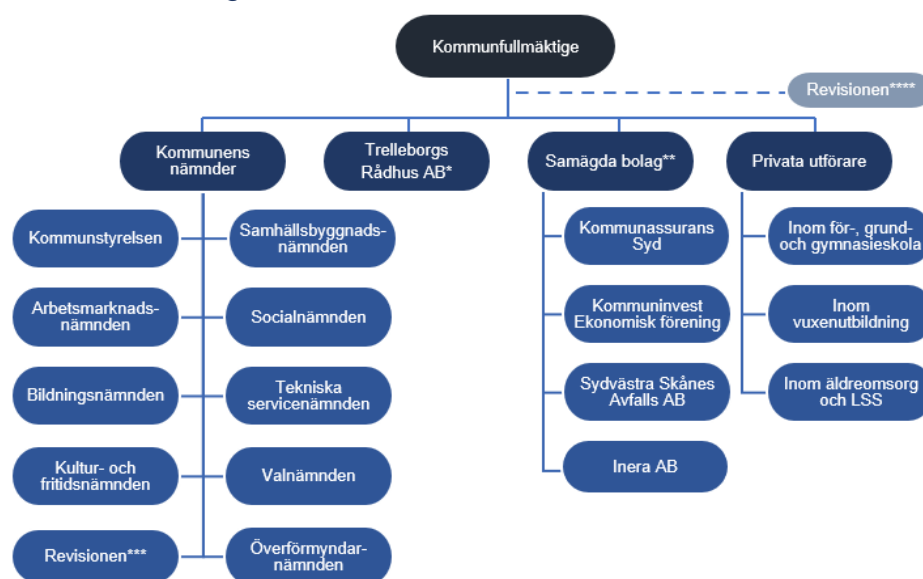 Kommunfullmäktige
Revisionen****
Kommunens
nämnder
Trelleborgs
Rådhus AB*
Samägda bolag**
Privata utförare
Kommunstyrelsen
Samhällsbyggnads-
nämnden
Arbetsmarknads-
nämnden
Socialnämnden
Bildningsnämnden
Tekniska
servicenämnden
Kultur- och
fritidsnämnden
Valnämnden
Revisionen***
Överförmyndar-
nämnden
Kommunassurans
Syd
Kommuninvest
Ekonomisk förening
Sydvästra Skånes
Avfalls AB
Inera AB
Inom för-, grund-
och gymnasieskola
Inom
vuxenutbildning
Inom äldreomsorg
och LSS